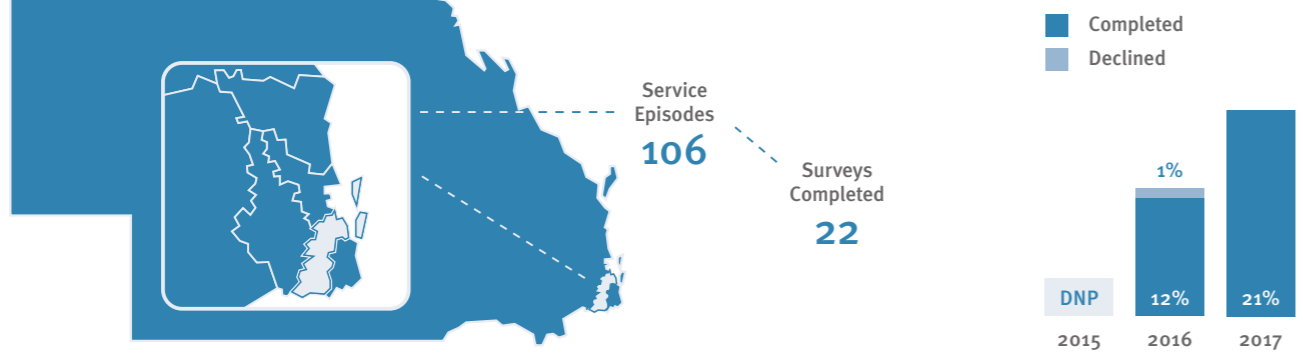 Service
Episodes
106
Surveys
Completed
22
Completed
Declined
1%
DNP
12%
21%
2015
2016
2017